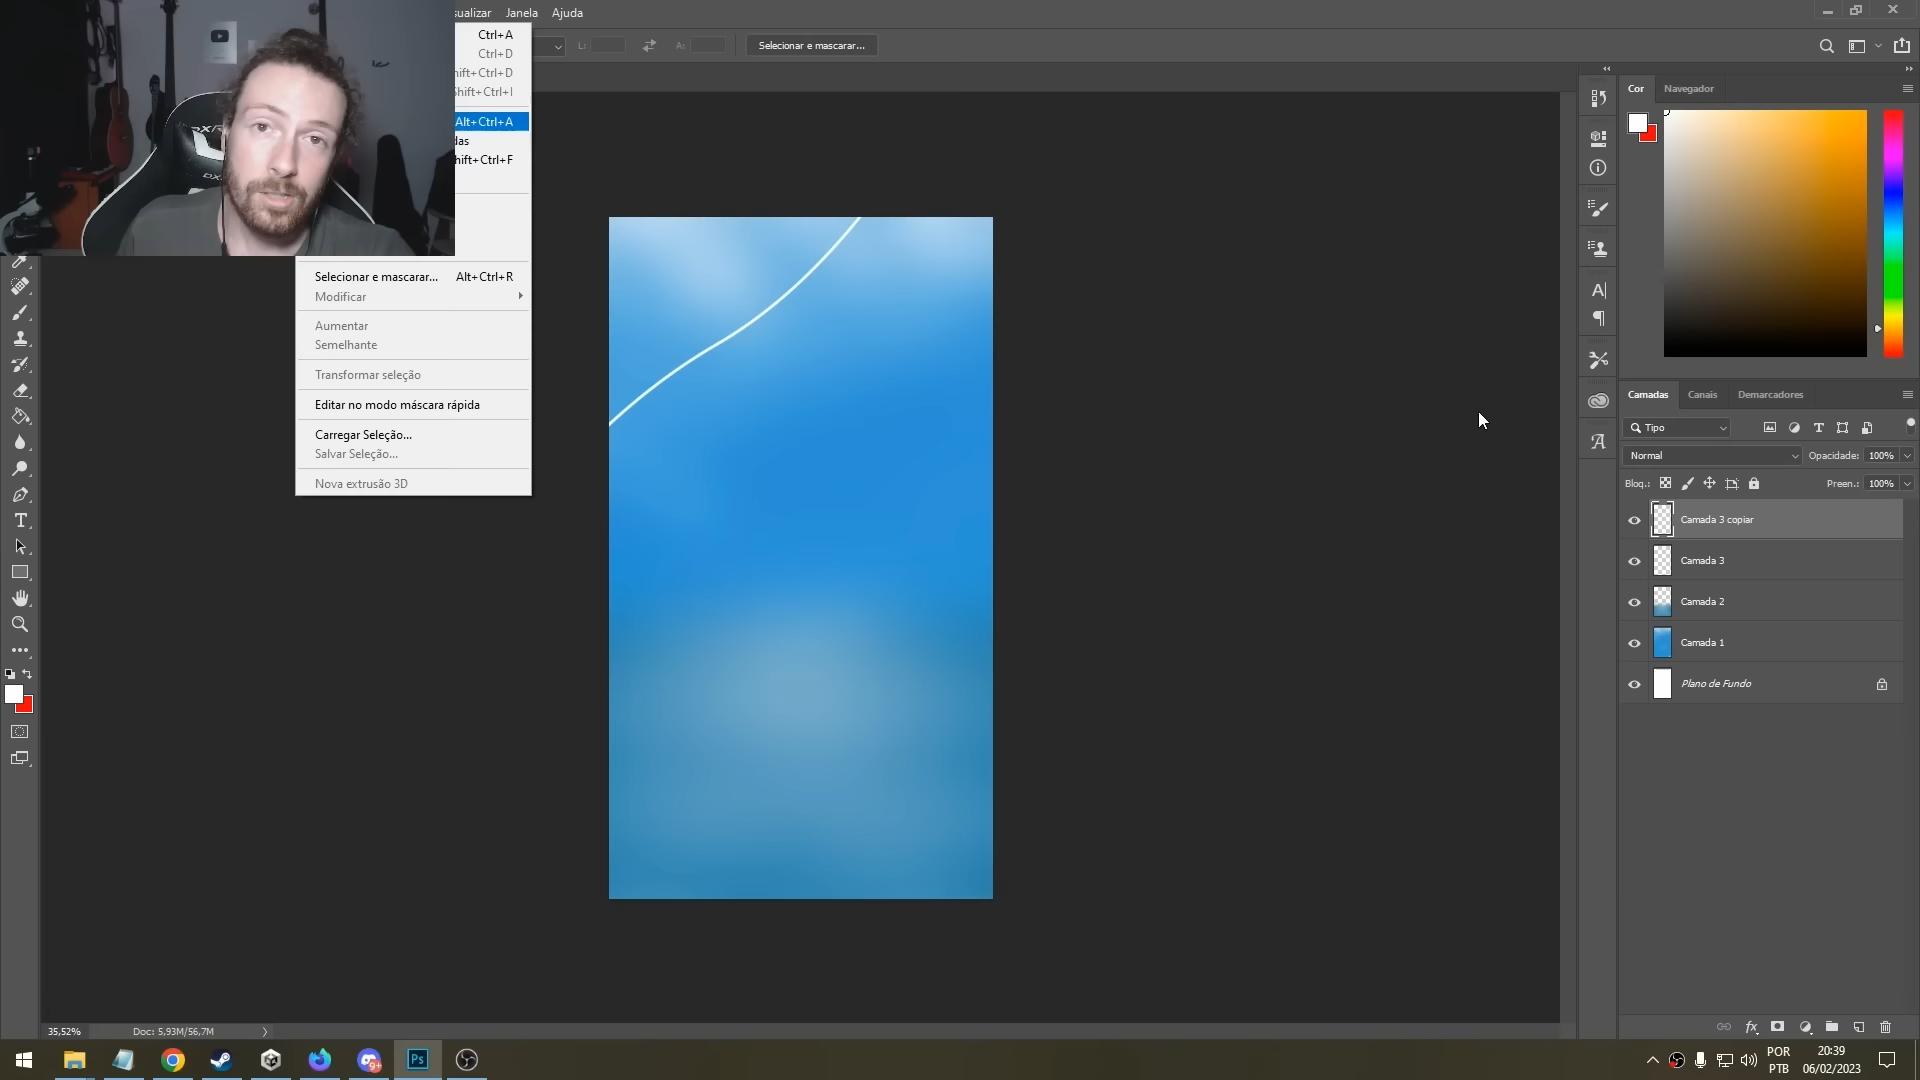 sualizar Janela Ajuda
Ctrl+A
Ctrl+D
hift+Ctrl+D
Shift+Ctrl+I
Alt+Ctrl+A
das
hift+Ctrl+F
Selecionar e mascarar... Alt+Ctrl+R
Modificar
Aumentar
Semelhante
Transformar seleção
Editar no modo máscara rápida
Carregar Seleção...
Salvar Seleção...
Nova extrusão 3D
L:
A:
Selecionar e mascarar...
Cor Navegador
Camadas Canais Demarcadores
Tipo
Normal Opacidade: 100%
Bloq.: Preen.: 100%
Camada 3 copiar
Camada 3
Camada 2
Camada 1
Plano de Fundo
35,52% Doc: 5,93M/56,7M
9+
Ps
POR
PTB
20:39
06/02/2023